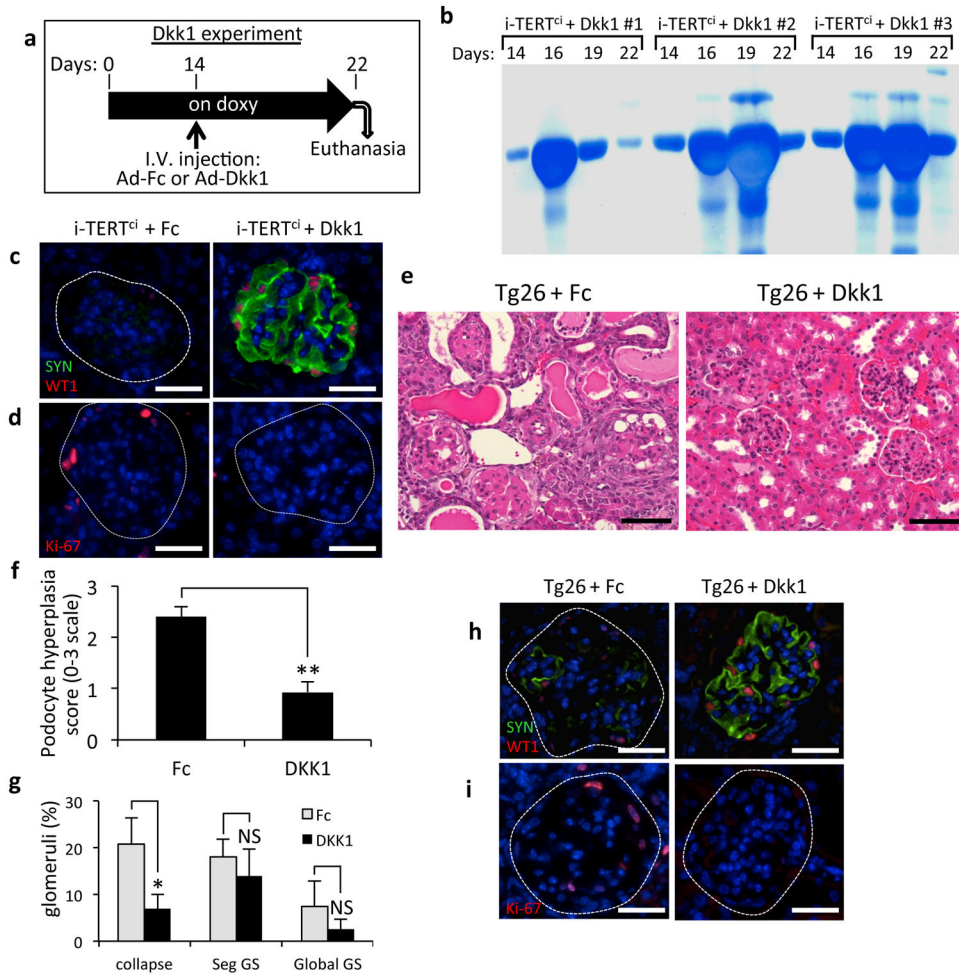 a
Dkk1 experiment
Days: 0 14 22
on doxy
I.V. injection:
Ad-Fc or Ad-Dkk1
Euthanasia
b
i-TERTᶜⁱ + Dkk1 #1 i-TERTᶜⁱ + Dkk1 #2 i-TERTᶜⁱ + Dkk1 #3
Days: 14 16 19 22 14 16 19 22 14 16 19 22
c
i-TERTᶜⁱ + Fc i-TERTᶜⁱ + Dkk1
SYN
WT1
d
Ki-67
e
Tg26 + Fc Tg26 + Dkk1
f
Podocyte hyperplasia
score (0-3 scale)
3
2
1
0
**
Fc DKK1
g
glomeruli (%)
30
20
10
0
Fc
DKK1
* NS NS
collapse Seg GS Global GS
h
Tg26 + Fc Tg26 + Dkk1
SYN
WT1
i
Ki-67